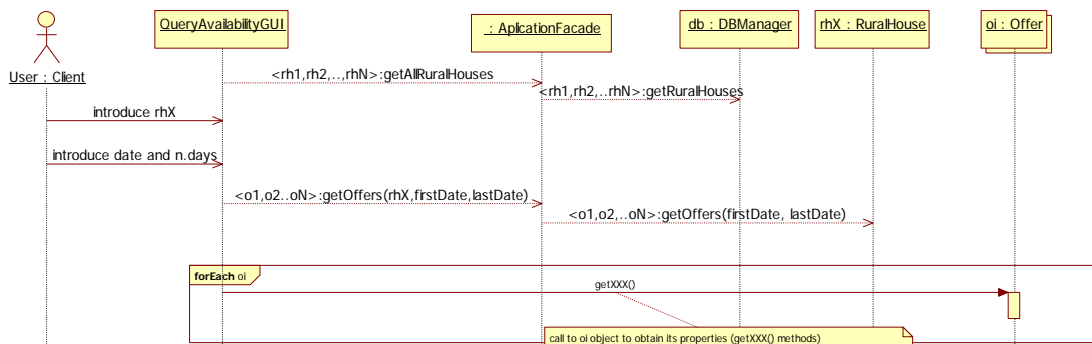 QueryAvailabilityGUI
: AplicationFacade
db : DBManager
rhX : RuralHouse
oi : Offer
User : Client
<rh1,rh2,..,rhN>:getAllRuralHouses
<rh1,rh2,..rhN>:getRuralHouses
introduce rhX
introduce date and n.days
<o1,o2..oN>:getOffers(rhX,firstDate,lastDate)
<o1,o2,..oN>:getOffers(firstDate, lastDate)
forEach oi
getXXX()
call to oi object to obtain its properties (getXXX() methods)